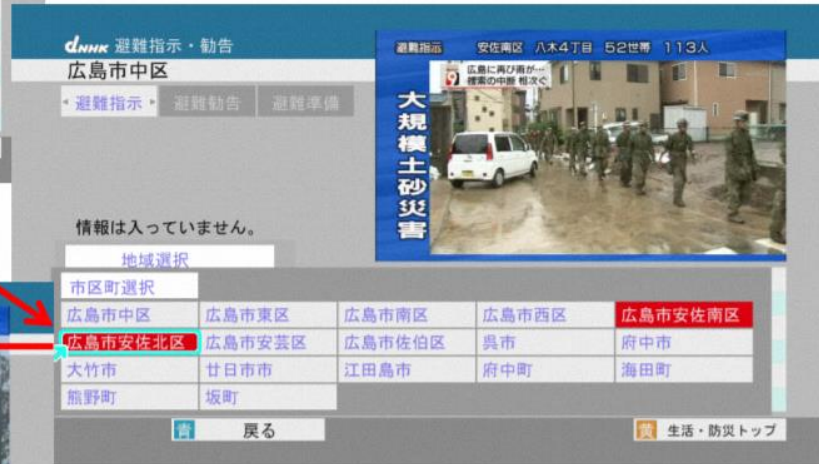 dNHK 避難指示・勧告
広島市中区
避難指示 避難勧告 避難準備
情報は入っていません。
避難指示 安佐南区 八木4丁目 52世帯 113人
9 広島に再び雨が…
捜索の中断 相次ぐ
大規模土砂災害
地域選択
市区町選択
広島市中区 広島市東区 広島市南区 広島市西区 広島市安佐南区
広島市安佐北区 広島市安芸区 広島市佐伯区 呉市 府中市
大竹市 廿日市市 江田島市 府中町 海田町
熊野町 坂町
青 戻る 黄 生活・防災トップ